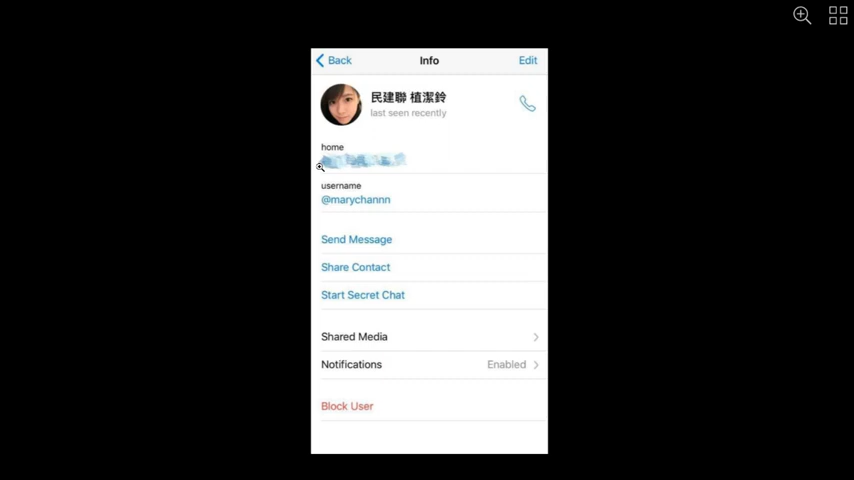 Back
Info
Edit
民建聯 植潔鈴
last seen recently
home
username
@marychannn
Send Message
Share Contact
Start Secret Chat
Shared Media
Notifications
Enabled
Block User